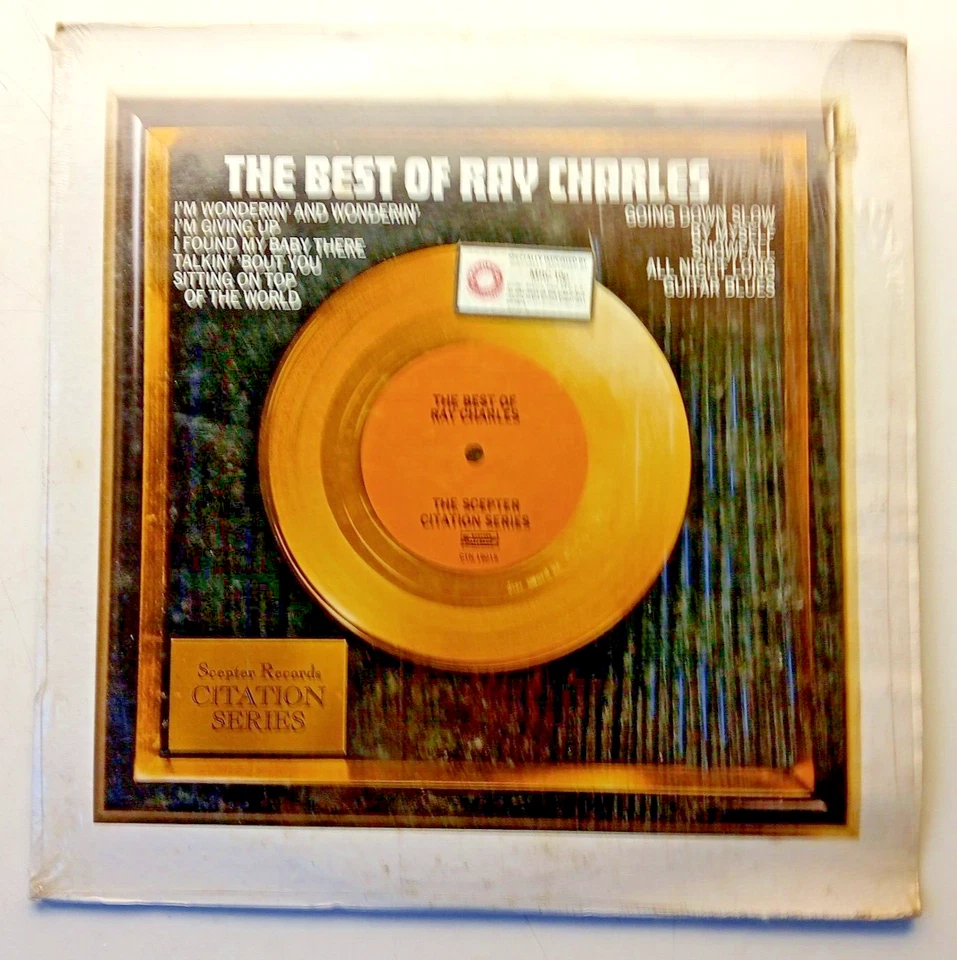 THE BEST OF RAY CHARLES
I'M WONDERIN' AND WONDERIN'
I'M GIVING UP
I FOUND MY BABY THERE
TALKIN' 'BOUT YOU
SITTING ON TOP
OF THE WORLD
GOING DOWN SLOW
BY MYSELF
SNOWFALL
ALL NIGHT LONG
GUITAR BLUES
THE BEST OF
RAY CHARLES
THE SCEPTER
CITATION SERIES
Scepter Records
CITATION
SERIES